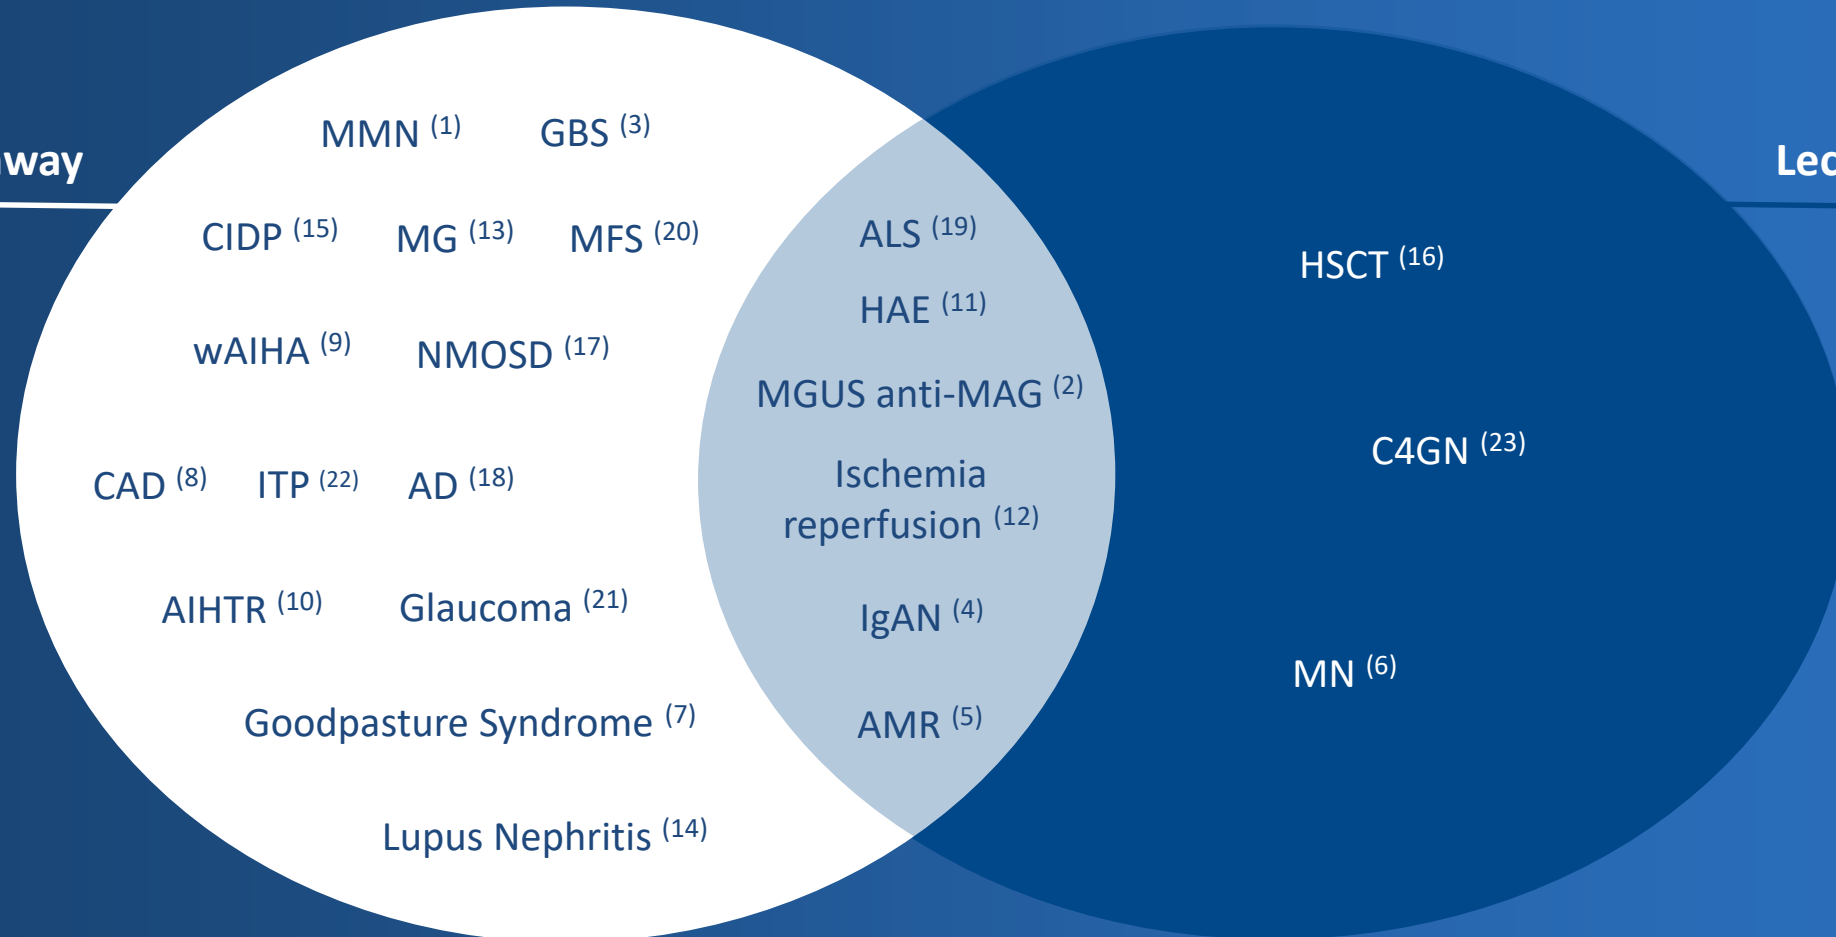 MMN (1) GBS (3)
CIDP (15) MG (13) MFS (20)
wAIHA (9) NMOSD (17)
CAD (8) ITP (22) AD (18)
AIHTR (10) Glaucoma (21)
Goodpasture Syndrome (7)
Lupus Nephritis (14)
ALS (19)
HAE (11)
MGUS anti-MAG (2)
Ischemia
reperfusion (12)
IgAN (4)
AMR (5)
HSCT (16)
C4GN (23)
MN (6)